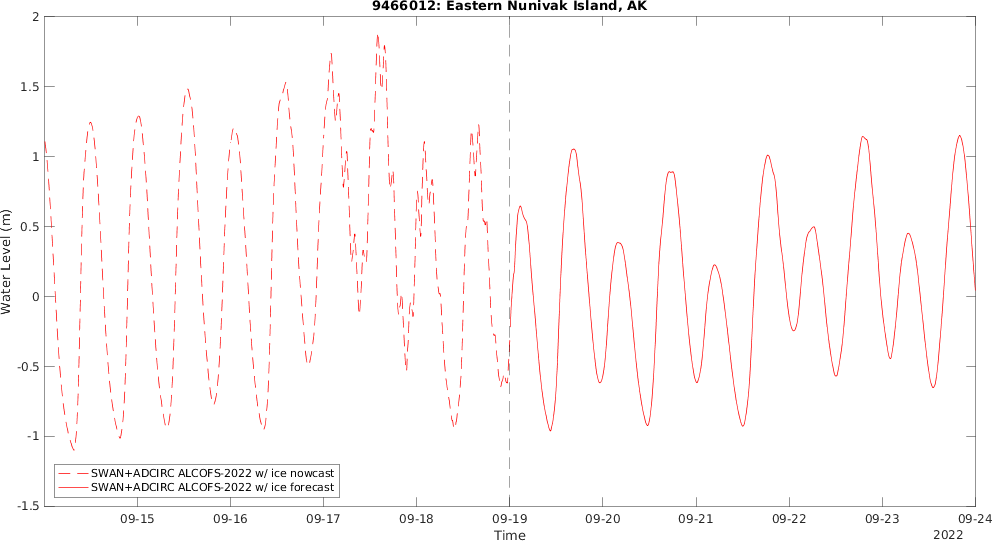 9466012: Eastern Nunivak Island, AK
2
1.5
1
0.5
0
-0.5
-1
-1.5
Water Level (m)
SWAN+ADCIRC ALCOFS-2022 w/ ice nowcast
SWAN+ADCIRC ALCOFS-2022 w/ ice forecast
09-15 09-16 09-17 09-18 09-19 09-20 09-21 09-22 09-23 09-24
Time
2022